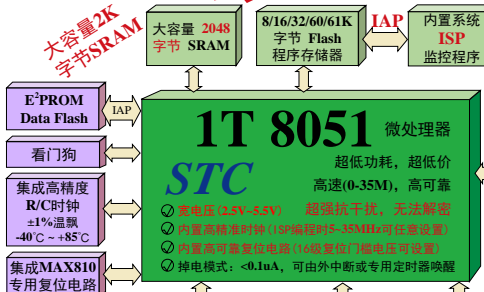 大容量2K
字节SRAM
大容量 2048
字节 SRAM
8/16/32/60/61K
字节 Flash
程序存储器
IAP
内置系统
ISP
监控程序
E²PROM
Data Flash
IAP
看门狗
集成高精度
R/C时钟
±1%温飘
-40℃ ~ +85℃
集成MAX810
专用复位电路
1T 8051 微处理器
超低功耗，超低价
STC
高速(0-35M)，高可靠
宽电压(2.5V~5.5V) 超强抗干扰，无法解密
内置高精准时钟(ISP编程时5~35MHz可任意设置)
内置高可靠复位电路(16级复位门槛电压可设置)
掉电模式：<0.1uA，可由外中断或专用定时器唤醒